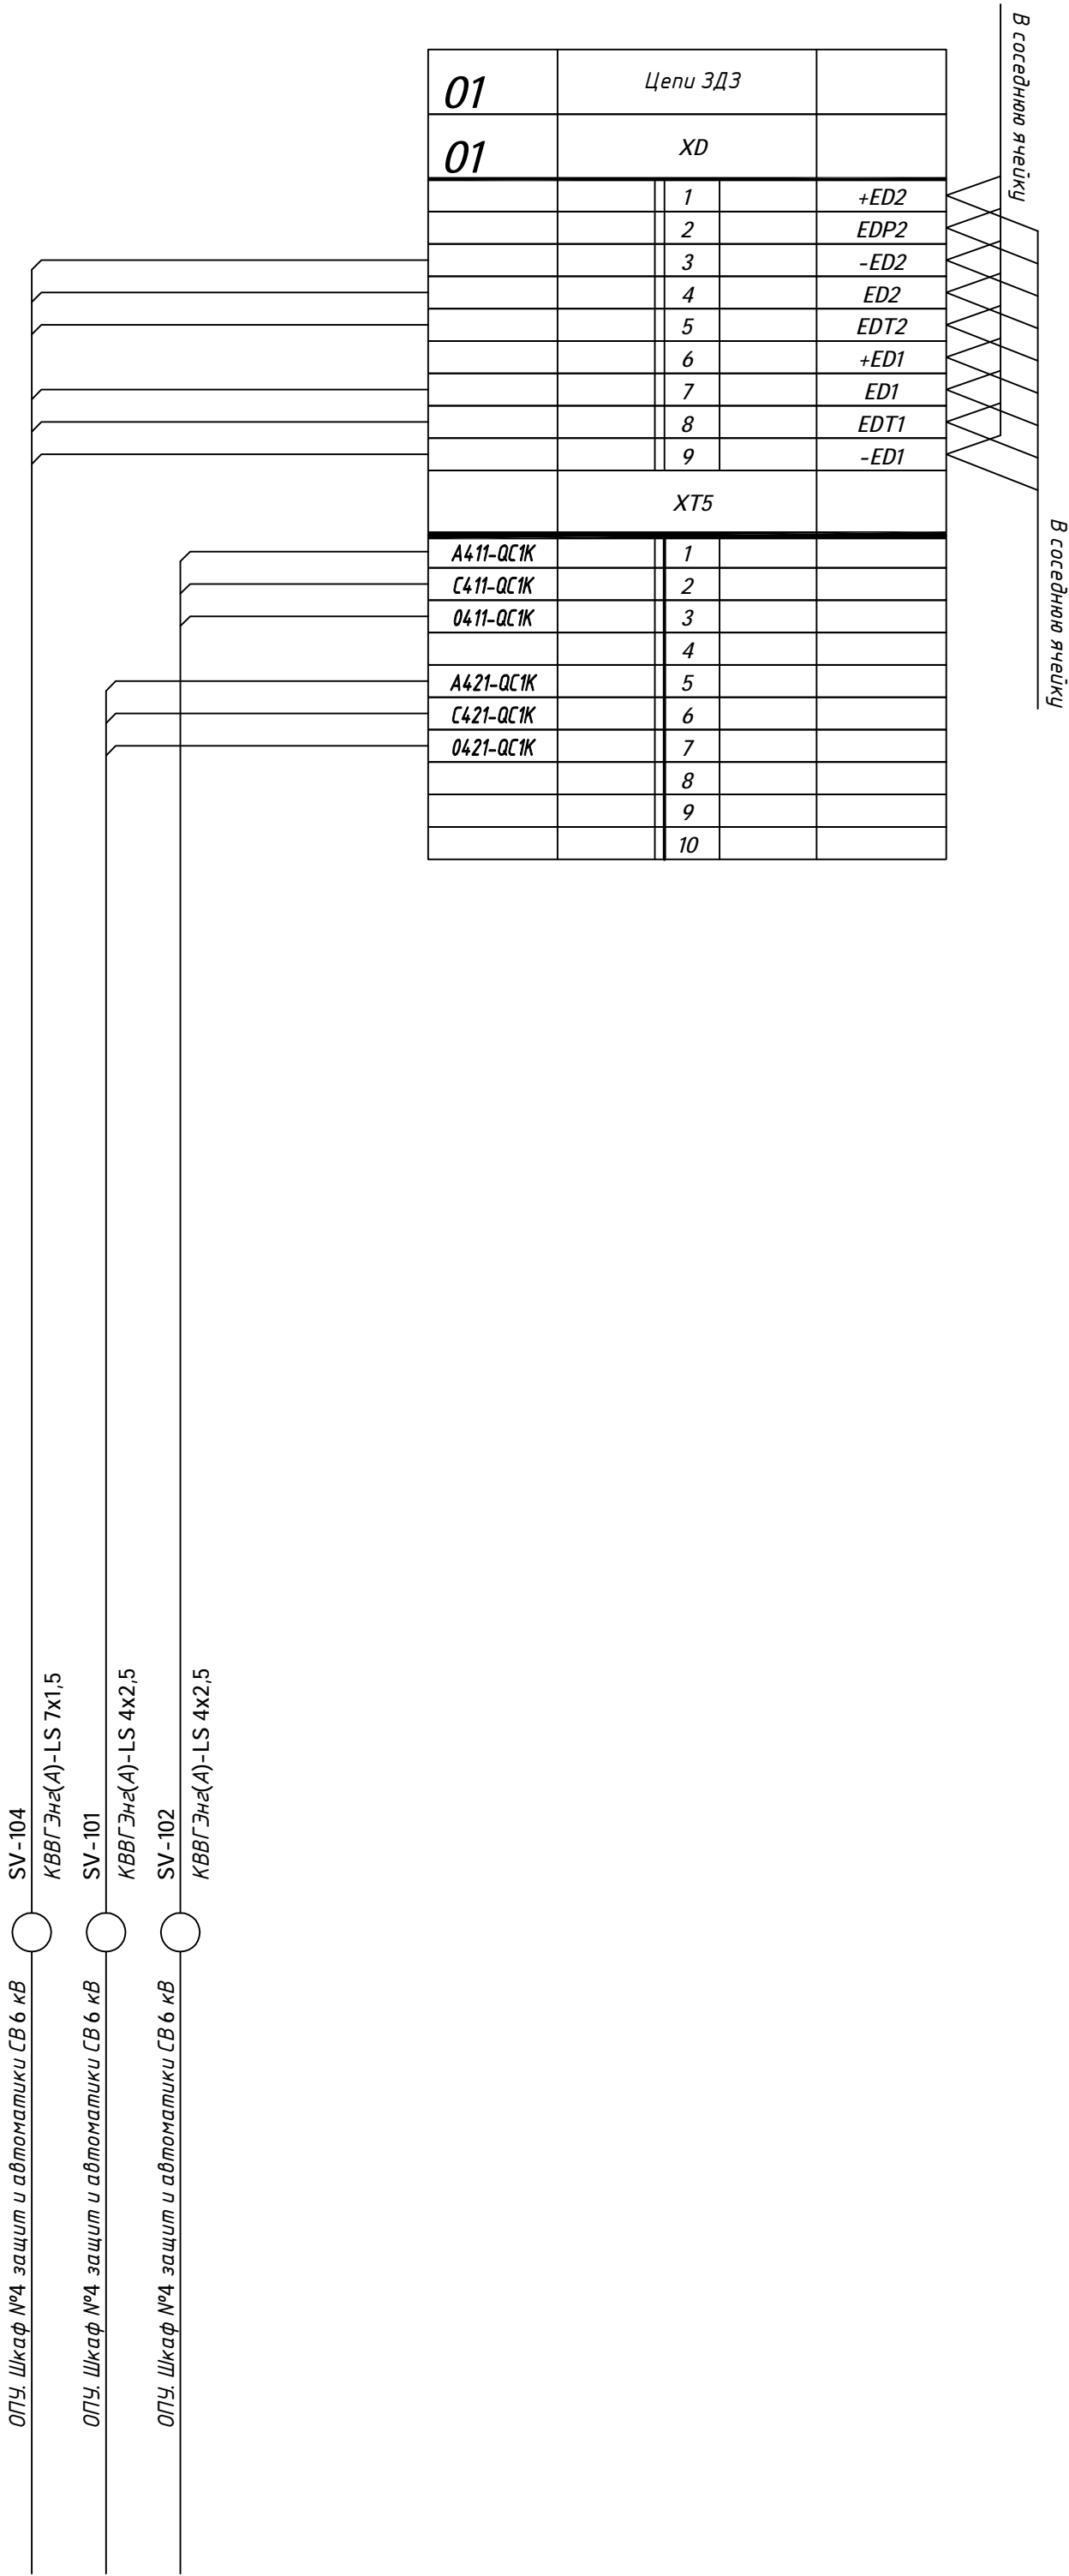 В соседнюю ячейку
01 Цепи ЗДЗ
01 XD
1 +ED2
2 EDP2
3 -ED2
4 ED2
5 EDT2
6 +ED1
7 ED1
8 EDT1
9 -ED1
XT5
A411-QC1K 1
C411-QC1K 2
0411-QC1K 3
4
A421-QC1K 5
C421-QC1K 6
0421-QC1K 7
8
9
10
В соседнюю ячейку
SV-104
КВВГЭнг(А)-LS 7x1,5
ОПУ. Шкаф №4 защит и автоматики СВ 6 кВ
SV-101
КВВГЭнг(А)-LS 4x2,5
ОПУ. Шкаф №4 защит и автоматики СВ 6 кВ
SV-102
КВВГЭнг(А)-LS 4x2,5
ОПУ. Шкаф №4 защит и автоматики СВ 6 кВ